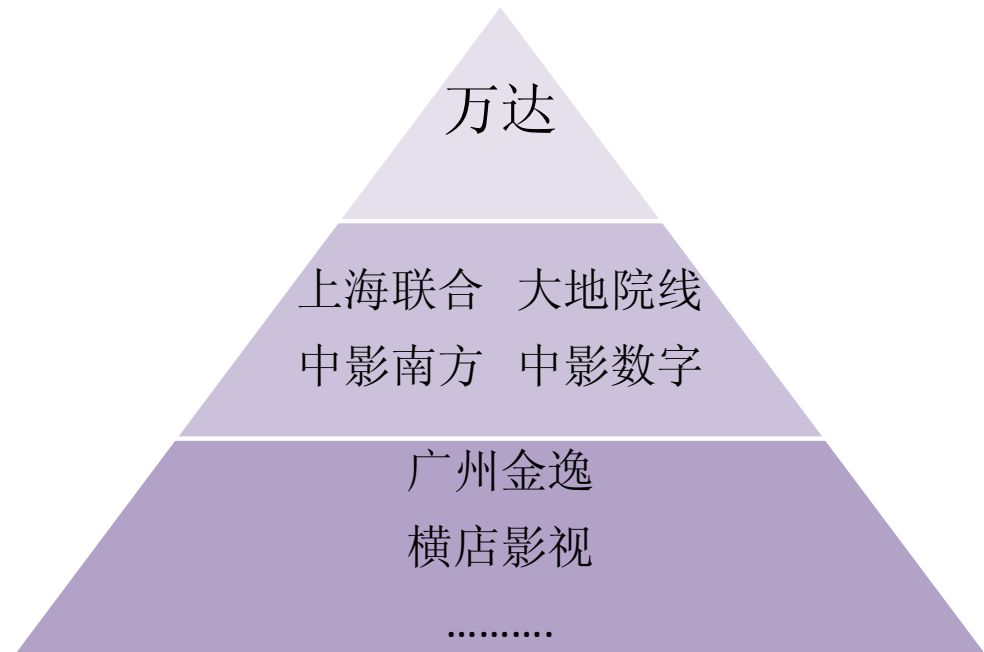 万达
上海联合 大地院线
中影南方 中影数字
广州金逸
横店影视
……….